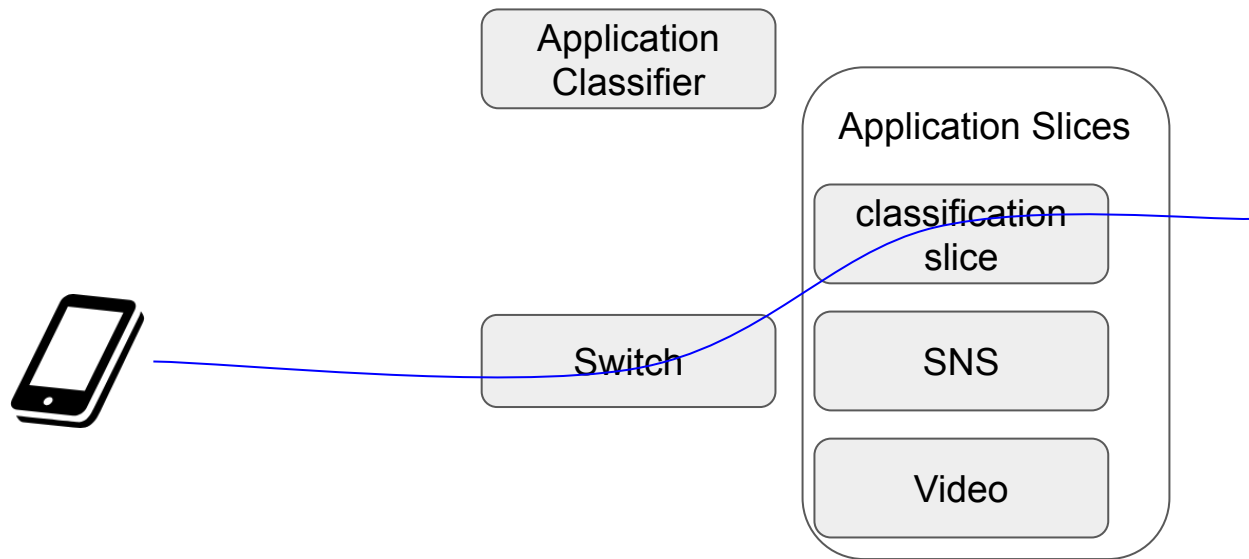 Application
Classifier
Application Slices
classification
slice
Switch
SNS
Video